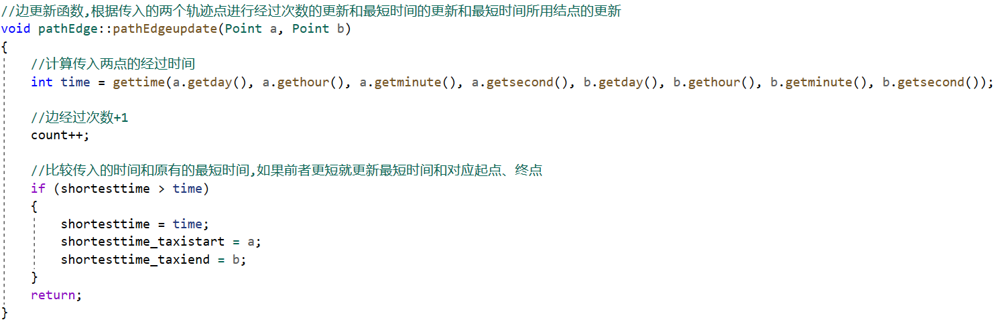 //边更新函数,根据传入的两个轨迹点进行经过次数的更新和最短时间的更新和最短时间所用结点的更新
void pathEdge::pathEdgeupdate(Point a, Point b)
{
    //计算传入两点的经过时间
    int time = gettime(a.getday(), a.gethour(), a.getminute(), a.getsecond(), b.getday(), b.gethour(), b.getminute(), b.getsecond());
    //边经过次数+1
    count++;
    //比较传入的时间和原有的最短时间,如果前者更短就更新最短时间和对应起点、终点
    if (shortesttime > time)
    {
        shortesttime = time;
        shortesttime_taxistart = a;
        shortesttime_taxiend = b;
    }
    return;
}